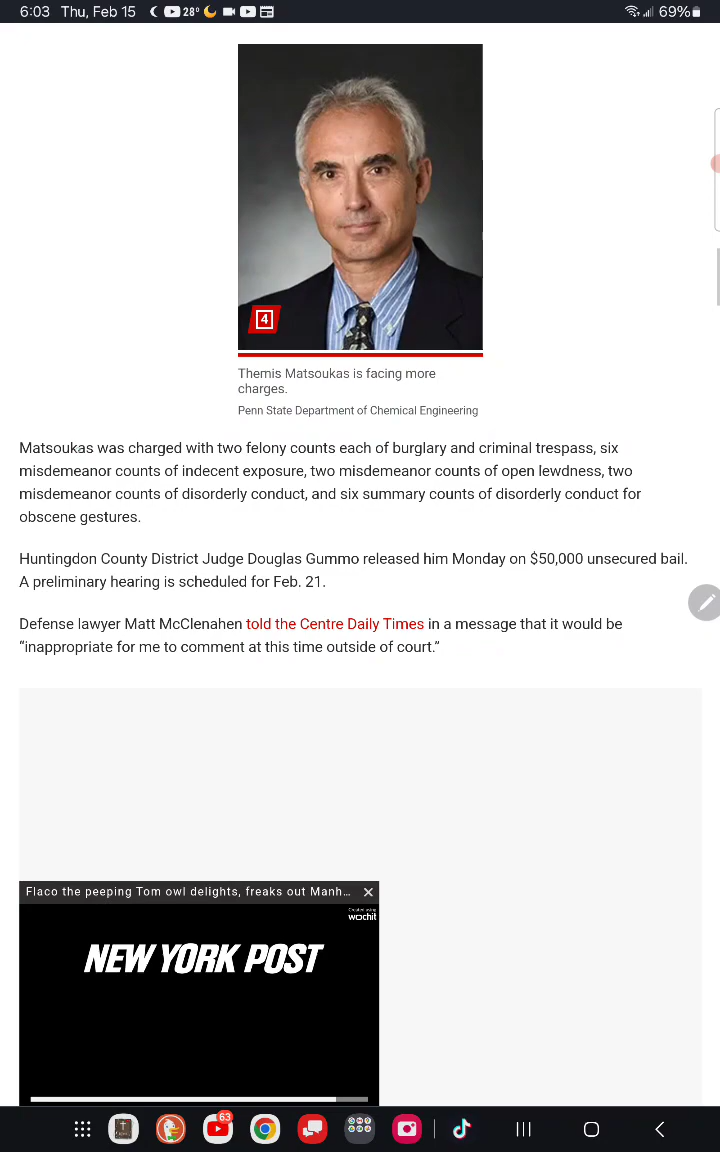 6:03 Thu, Feb 15 28° 69%
4
Themis Matsoukas is facing more
charges.
Penn State Department of Chemical Engineering
Matsoukas was charged with two felony counts each of burglary and criminal trespass, six
misdemeanor counts of indecent exposure, two misdemeanor counts of open lewdness, two
misdemeanor counts of disorderly conduct, and six summary counts of disorderly conduct for
obscene gestures.
Huntingdon County District Judge Douglas Gummo released him Monday on $50,000 unsecured bail.
A preliminary hearing is scheduled for Feb. 21.
Defense lawyer Matt McClenahen told the Centre Daily Times in a message that it would be
“inappropriate for me to comment at this time outside of court.”
Flaco the peeping Tom owl delights, freaks out Manh...
Created using
wochit
NEW YORK POST
63